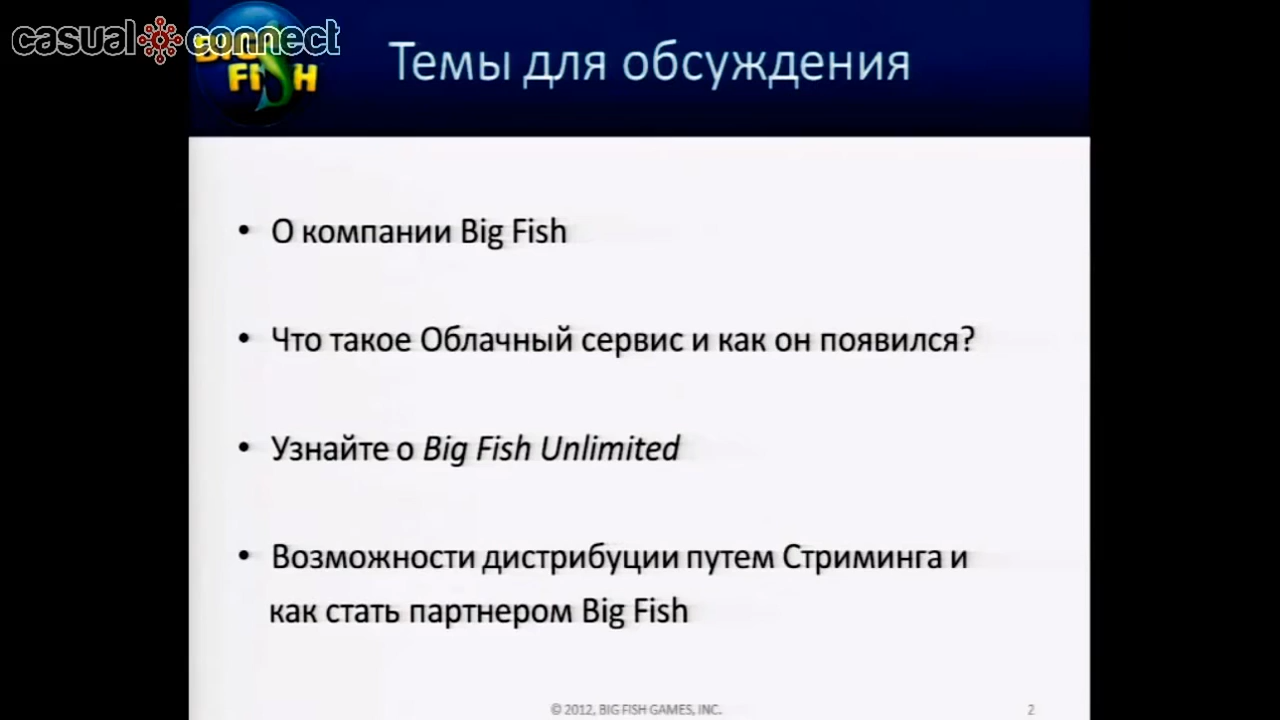 casual connect
BIG FISH
Темы для обсуждения
• О компании Big Fish
• Что такое Облачный сервис и как он появился?
• Узнайте о Big Fish Unlimited
• Возможности дистрибуции путем Стриминга и
как стать партнером Big Fish
© 2012, BIG FISH GAMES, INC.
2